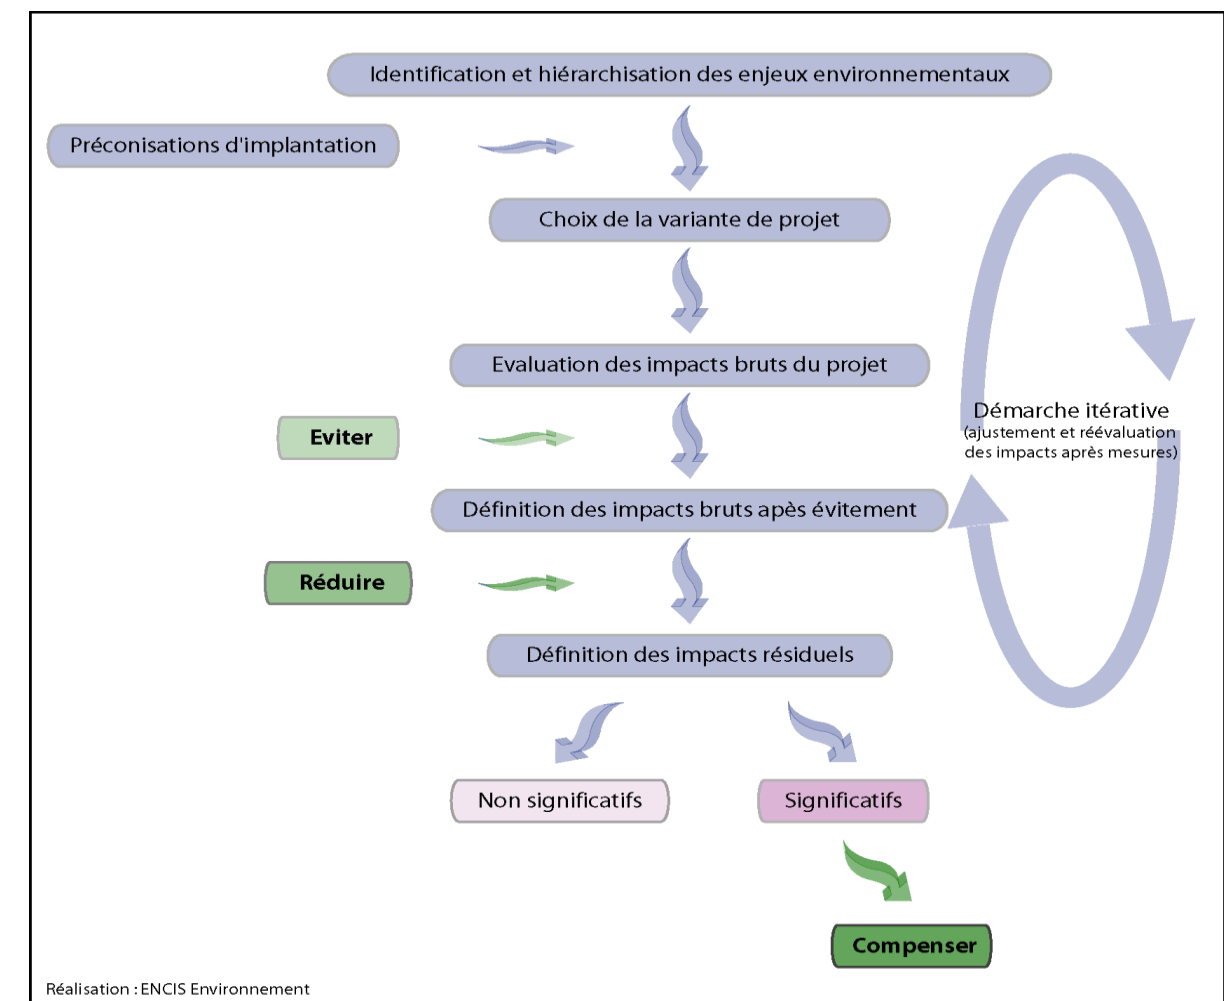 Identification et hiérarchisation des enjeux environnementaux
Préconisations d'implantation
Choix de la variante de projet
Evaluation des impacts bruts du projet
Démarche itérative
(ajustement et réévaluation
des impacts après mesures)
Eviter
Définition des impacts bruts apès évitement
Réduire
Définition des impacts résiduels
Non significatifs
Significatifs
Compenser
Réalisation : ENCIS Environnement